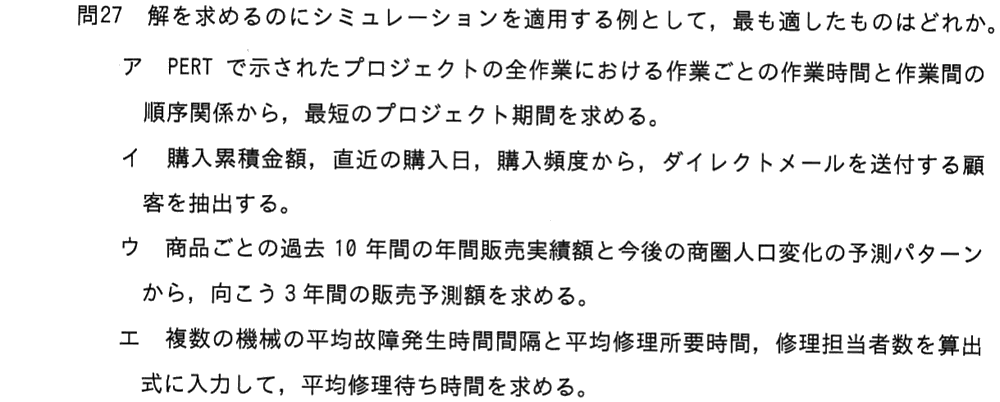 問27 解を求めるのにシミュレーションを適用する例として，最も適したものはどれか。
ア PERT で示されたプロジェクトの全作業における作業ごとの作業時間と作業間の
順序関係から，最短のプロジェクト期間を求める。
イ 購入累積金額，直近の購入日，購入頻度から，ダイレクトメールを送付する顧
客を抽出する。
ウ 商品ごとの過去 10 年間の年間販売実績額と今後の商圏人口変化の予測パターン
から，向こう 3 年間の販売予測額を求める。
エ 複数の機械の平均故障発生時間間隔と平均修理所要時間，修理担当者数を算出
式に入力して，平均修理待ち時間を求める。